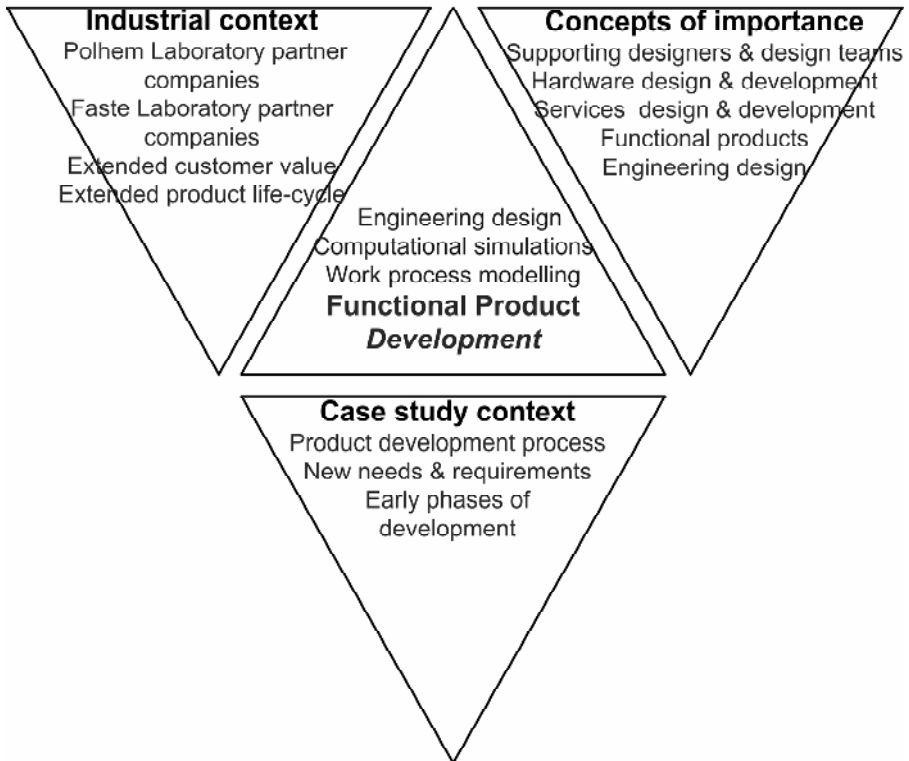 Industrial context
Polhem Laboratory partner
companies
Faste Laboratory partner
companies
Extended customer value
Extended product life-cycle
Concepts of importance
Supporting designers & design teams
Hardware design & development
Services design & development
Functional products
Engineering design
Engineering design
Computational simulations
Work process modelling
Functional Product
Development
Case study context
Product development process
New needs & requirements
Early phases of
development